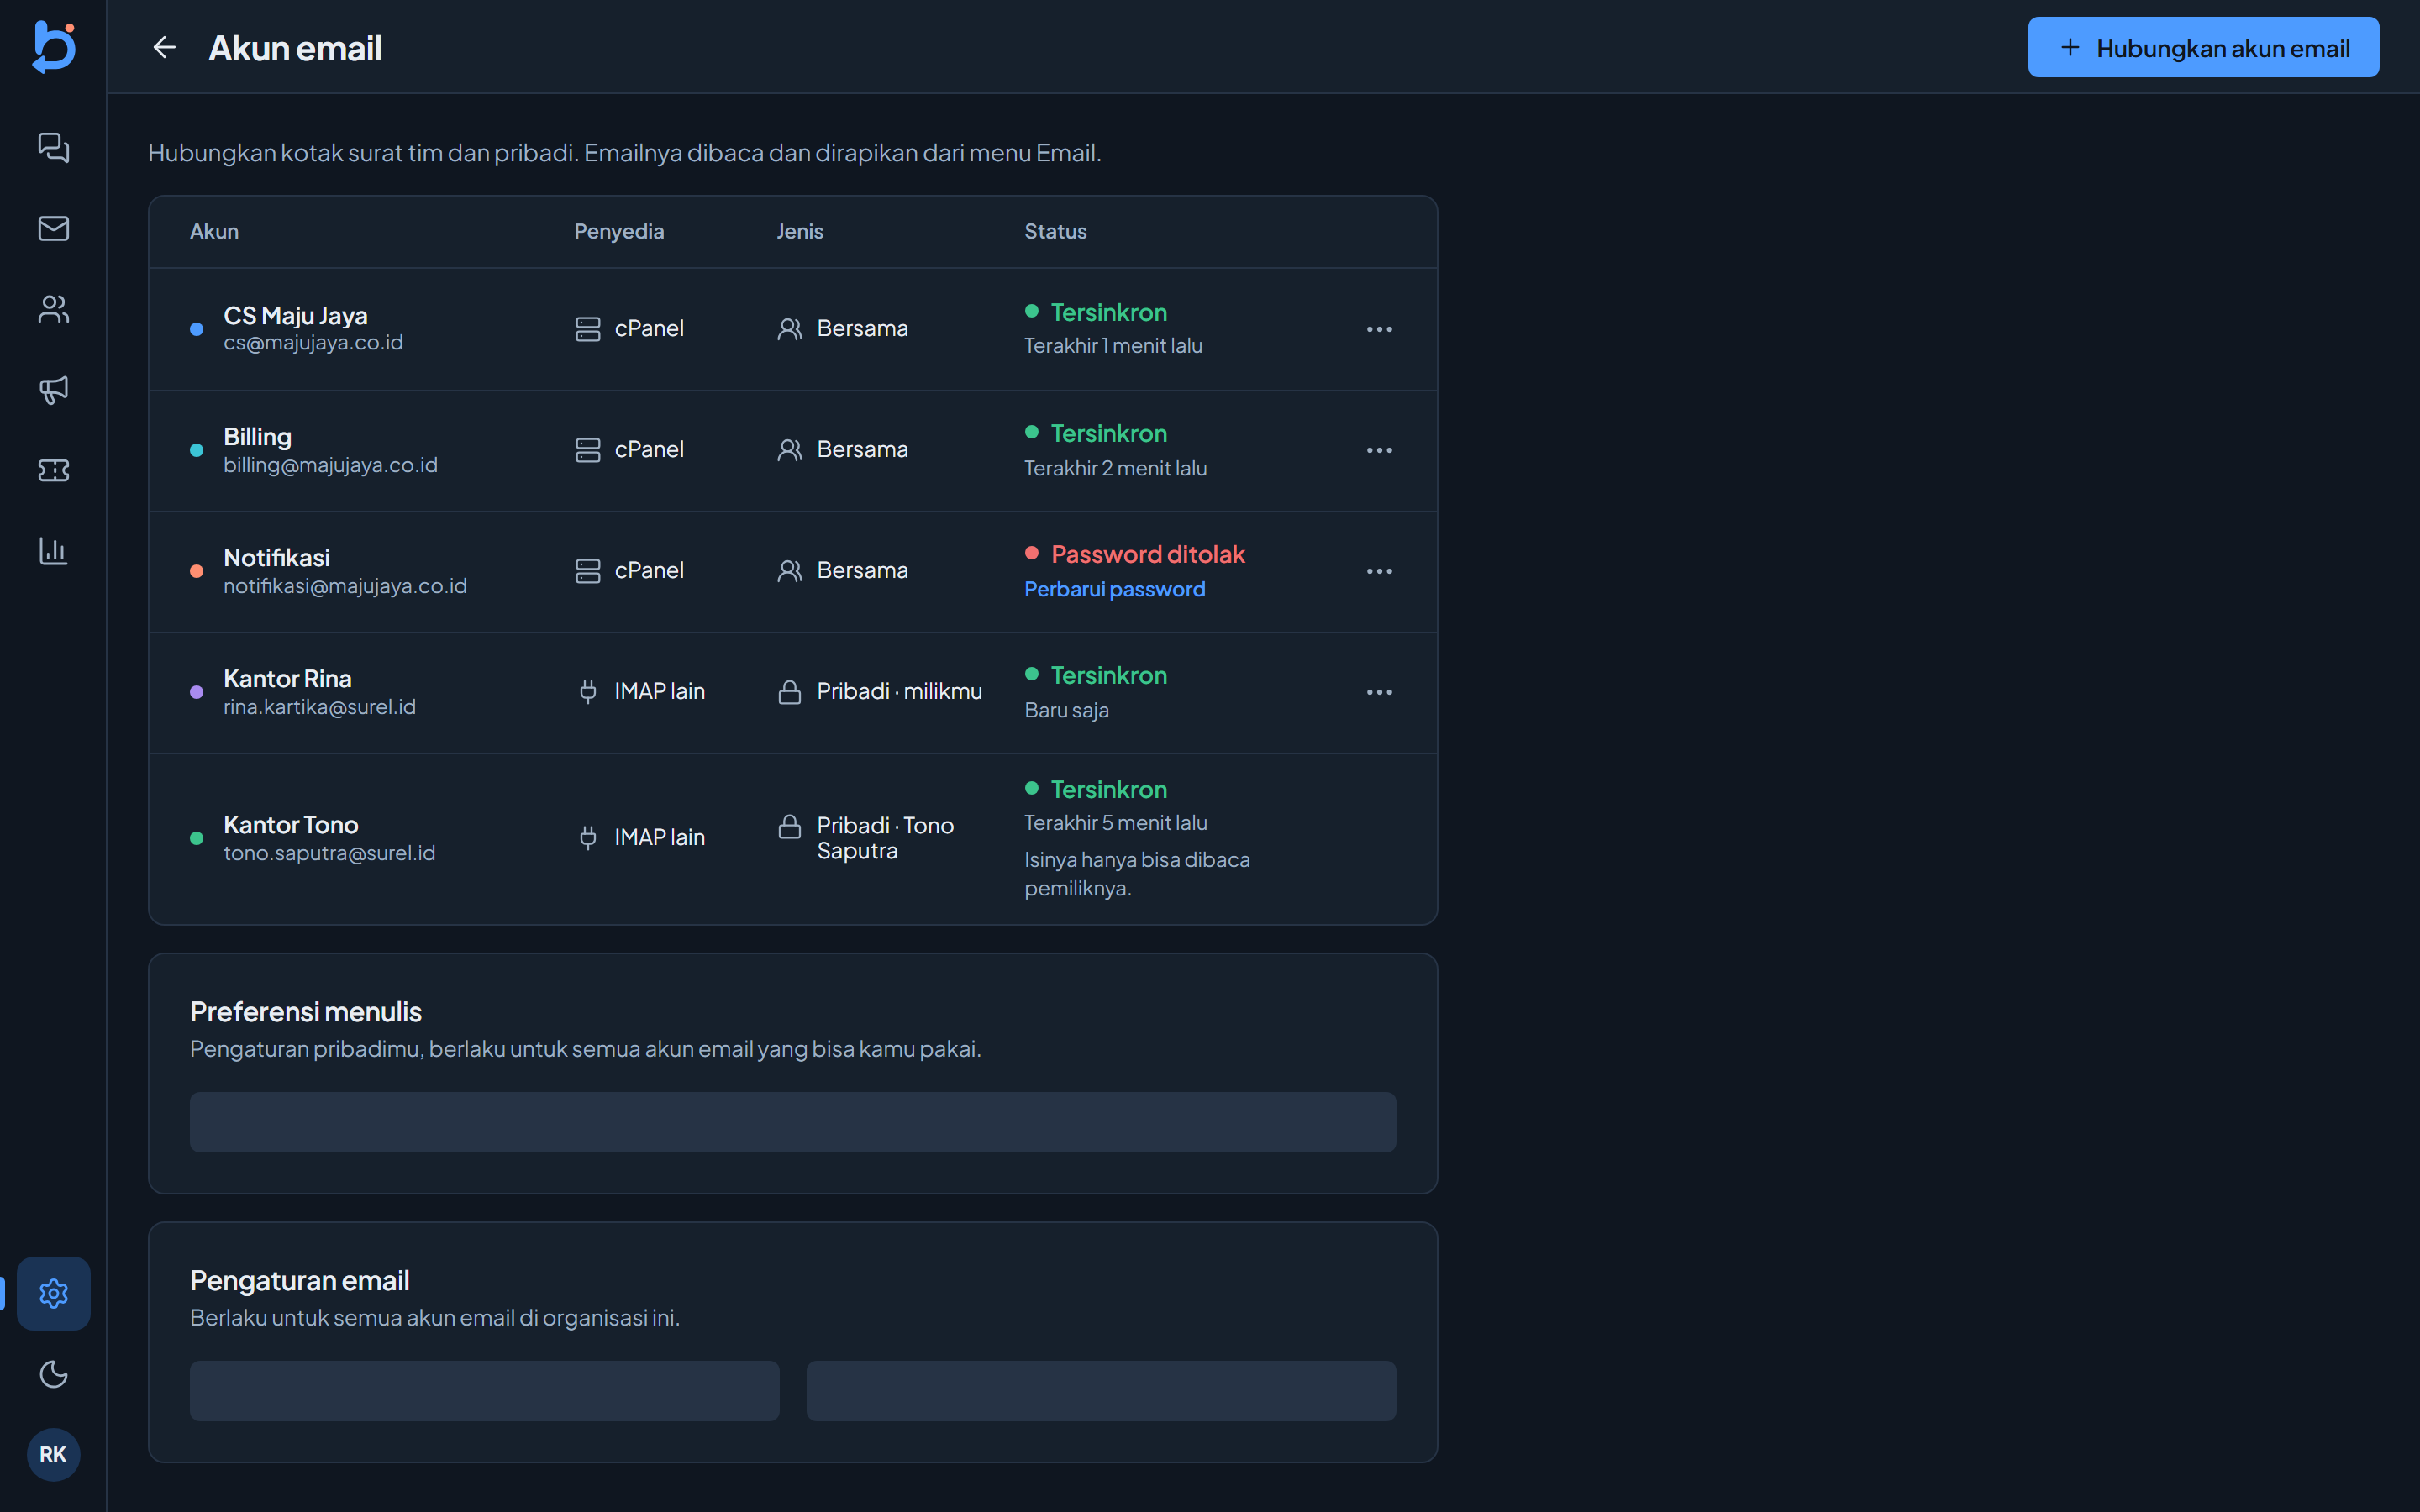 Akun email
+ Hubungkan akun email
Hubungkan kotak surat tim dan pribadi. Emailnya dibaca dan dirapikan dari menu Email.
Akun Penyedia Jenis Status
CS Maju Jaya
cs@majujaya.co.id
cPanel
Bersama
Tersinkron
Terakhir 1 menit lalu
Billing
billing@majujaya.co.id
cPanel
Bersama
Tersinkron
Terakhir 2 menit lalu
Notifikasi
notifikasi@majujaya.co.id
cPanel
Bersama
Password ditolak
Perbarui password
Kantor Rina
rina.kartika@surel.id
IMAP lain
Pribadi · milikmu
Tersinkron
Baru saja
Kantor Tono
tono.saputra@surel.id
IMAP lain
Pribadi · Tono
Saputra
Tersinkron
Terakhir 5 menit lalu
Isinya hanya bisa dibaca
pemiliknya.
Preferensi menulis
Pengaturan pribadimu, berlaku untuk semua akun email yang bisa kamu pakai.
Pengaturan email
Berlaku untuk semua akun email di organisasi ini.
RK